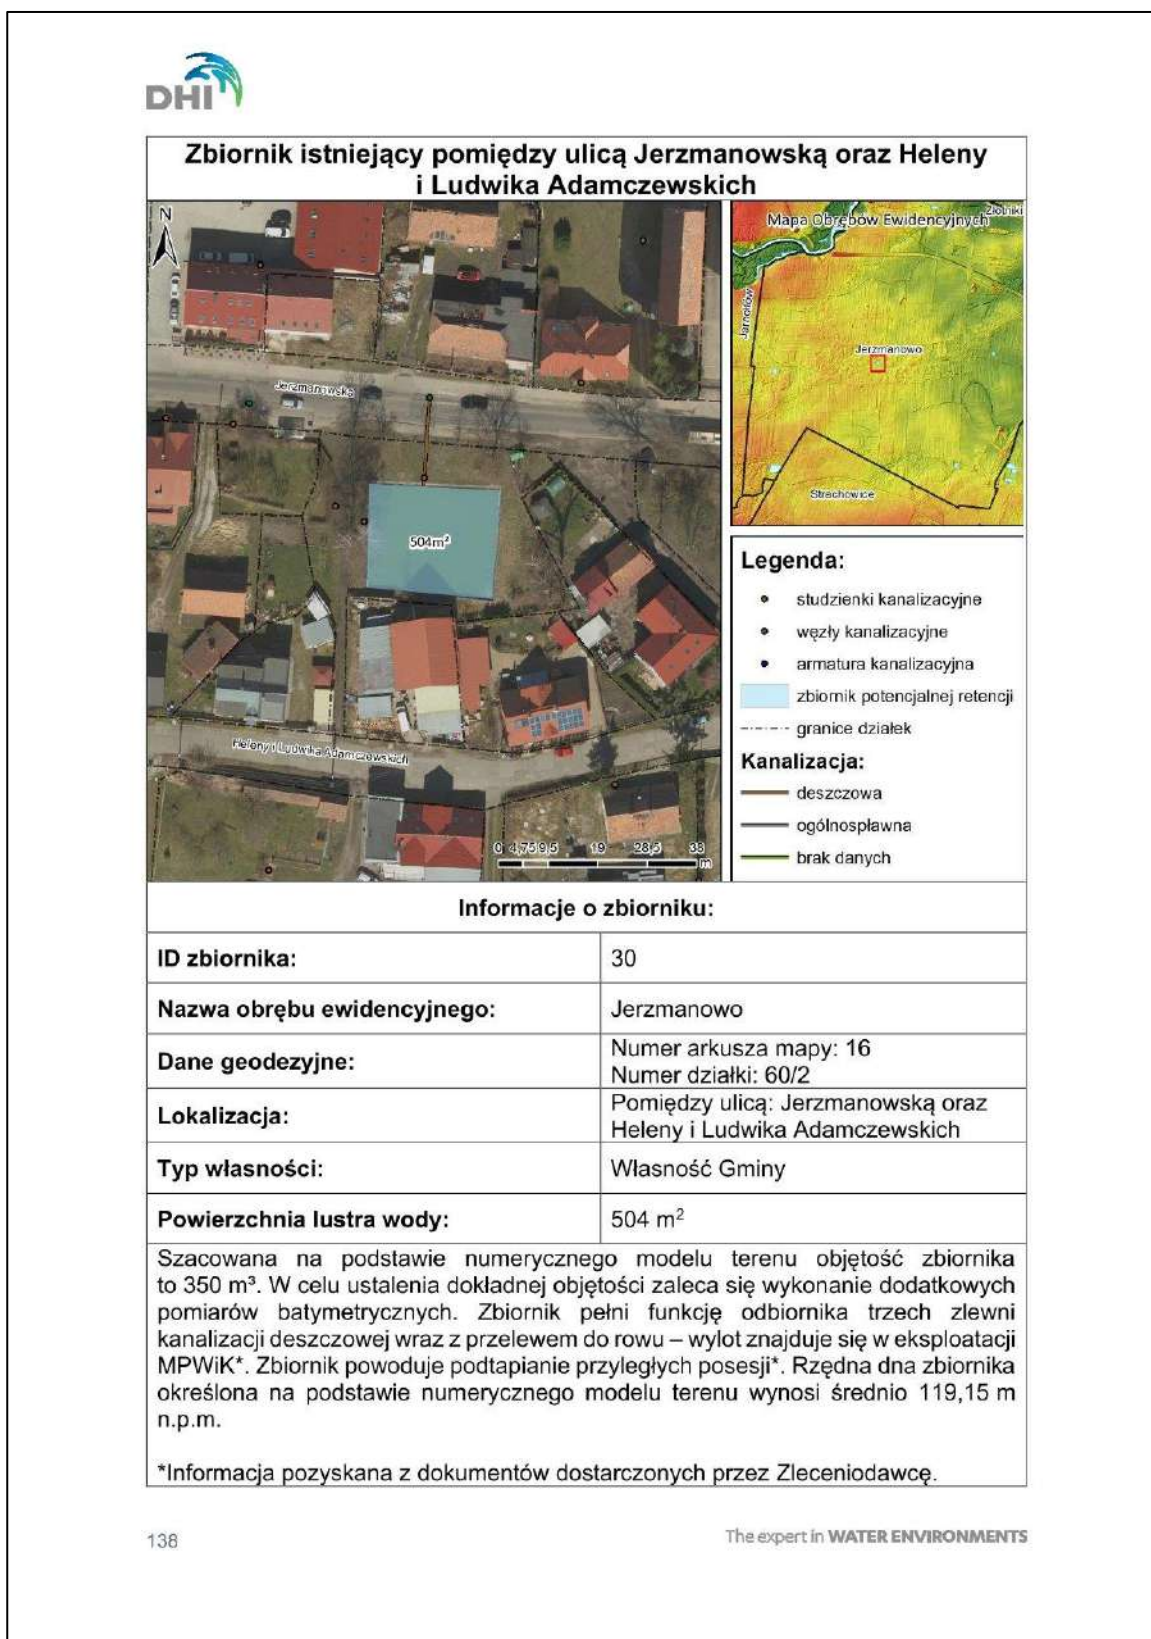 DHI
Zbiornik istniejący pomiędzy ulicą Jerzmanowską oraz Heleny
i Ludwika Adamczewskich
N
Jerzmanowska
504m²
Heleny i Ludwika Adamczewskich
0 4,75 9,5 19 28,5 38
m
Mapa Obrębów Ewidencyjnych
Złotniki
Jarnołtów
Jerzmanowo
Strachowice
Legenda:
studzienki kanalizacyjne
węzły kanalizacyjne
armatura kanalizacyjna
zbiornik potencjalnej retencji
granice działek
Kanalizacja:
deszczowa
ogólnospławna
brak danych
Informacje o zbiorniku:
ID zbiornika: 30
Nazwa obrębu ewidencyjnego: Jerzmanowo
Dane geodezyjne: Numer arkusza mapy: 16
Numer działki: 60/2
Lokalizacja: Pomiędzy ulicą: Jerzmanowską oraz
Heleny i Ludwika Adamczewskich
Typ własności: Własność Gminy
Powierzchnia lustra wody: 504 m²
Szacowana na podstawie numerycznego modelu terenu objętość zbiornika
to 350 m³. W celu ustalenia dokładnej objętości zaleca się wykonanie dodatkowych
pomiarów batymetrycznych. Zbiornik pełni funkcję odbiornika trzech zlewni
kanalizacji deszczowej wraz z przelewem do rowu – wylot znajduje się w eksploatacji
MPWiK*. Zbiornik powoduje podtapianie przyległych posesji*. Rzędna dna zbiornika
określona na podstawie numerycznego modelu terenu wynosi średnio 119,15 m
n.p.m.
*Informacja pozyskana z dokumentów dostarczonych przez Zleceniodawcę.
138
The expert in WATER ENVIRONMENTS